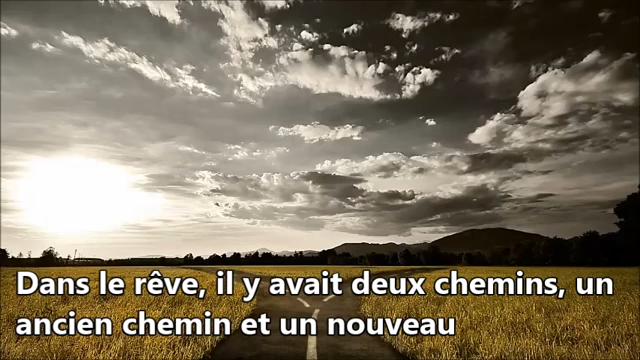 Dans le rêve, il y avait deux chemins, un
ancien chemin et un nouveau